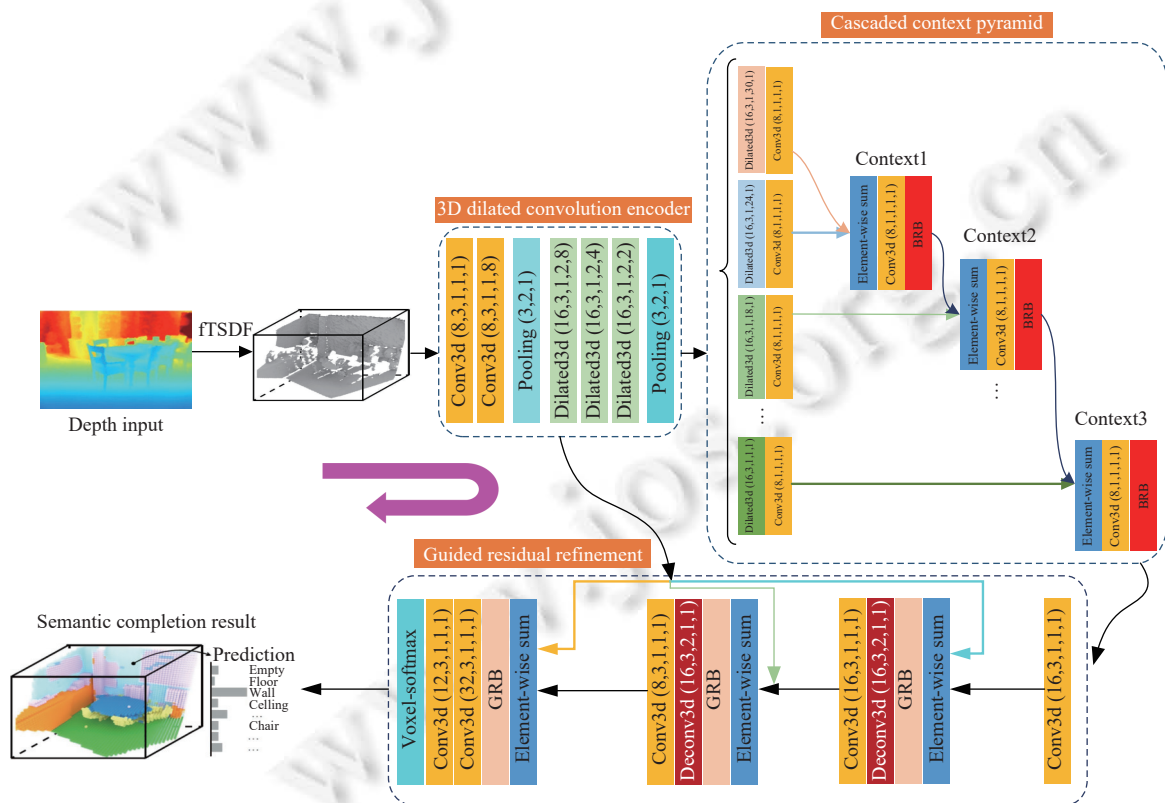 Cascaded context pyramid
Dilated3d (16,3,1,30,1)
Conv3d (8,1,1,1,1)
Dilated3d (16,3,1,24,1)
Conv3d (8,1,1,1,1)
Dilated3d (16,3,1,18,1)
Conv3d (8,1,1,1,1)
...
Dilated3d (16,3,1,1,1)
Conv3d (8,1,1,1,1)
Context1
Element-wise sum
Conv3d (8,1,1,1,1)
BRB
Context2
Element-wise sum
Conv3d (8,1,1,1,1)
BRB
...
Context3
Element-wise sum
Conv3d (8,1,1,1,1)
BRB
3D dilated convolution encoder
Conv3d (8,3,1,1,1)
Conv3d (8,3,1,1,8)
Pooling (3,2,1)
Dilated3d (16,3,1,2,8)
Dilated3d (16,3,1,2,4)
Dilated3d (16,3,1,2,2)
Pooling (3,2,1)
fTSDF
Depth input
Guided residual refinement
Voxel-softmax
Conv3d (12,3,1,1,1)
Conv3d (32,3,1,1,1)
GRB
Element-wise sum
Conv3d (8,3,1,1,1)
Deconv3d (16,3,2,1,1)
GRB
Element-wise sum
Conv3d (16,3,1,1,1)
Deconv3d (16,3,2,1,1)
GRB
Element-wise sum
Conv3d (16,3,1,1,1)
Semantic completion result
Prediction
Empty
Floor
Wall
Celling
...
Chair
...
...